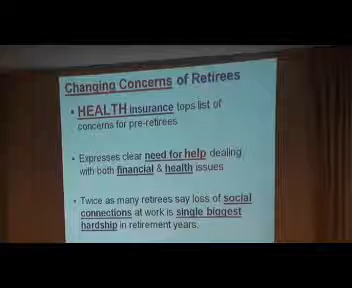 Changing Concerns of Retirees
• HEALTH insurance tops list of
concerns for pre-retirees
• Expresses clear need for help dealing
with both financial & health issues
• Twice as many retirees say loss of social
connections at work is single biggest
hardship in retirement years.